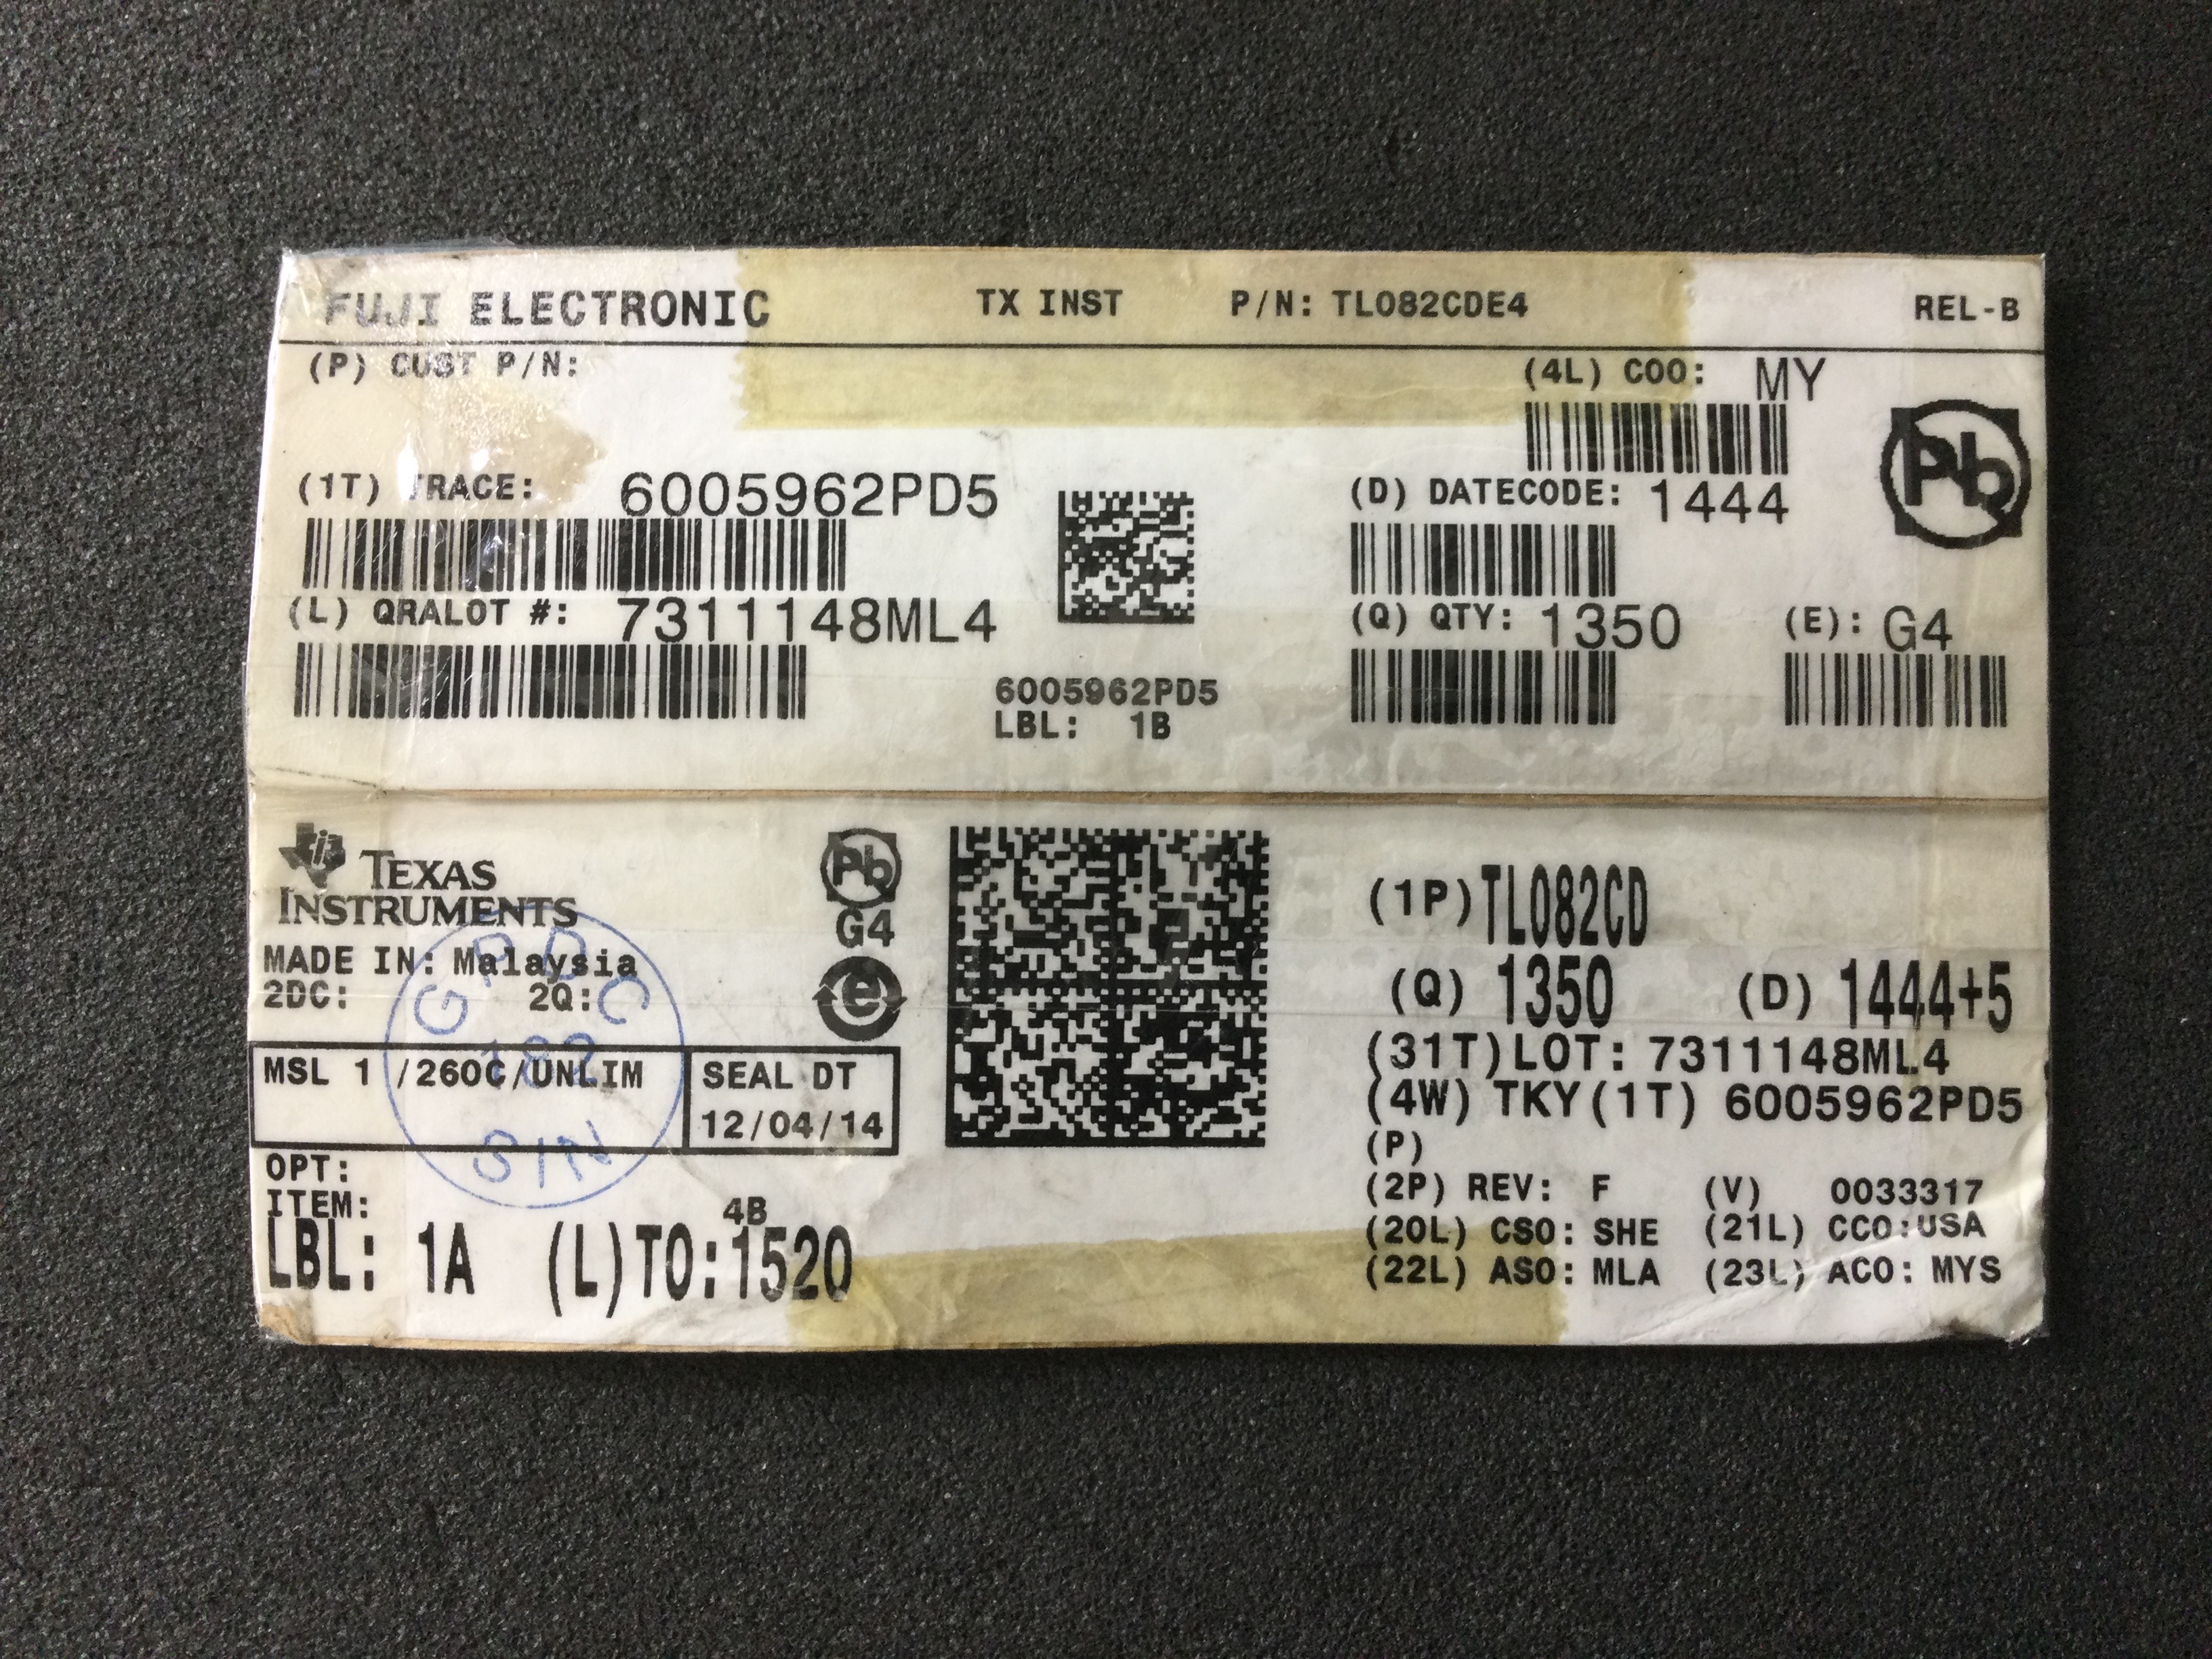 FUJI ELECTRONIC TX INST P/N: TL082CDE4 REL-B
(P) CUST P/N:
(4L) COO: MY
Pb
(1T) TRACE: 6005962PD5
(D) DATECODE: 1444
(L) QRALOT #: 7311148ML4
(Q) QTY: 1350 (E): G4
6005962PD5
LBL: 1B
TEXAS
INSTRUMENTS
Pb
G4
e
MADE IN: Malaysia
2DC: 2Q:
MSL 1 /260C/UNLIM
SEAL DT
12/04/14
OPT:
ITEM:
4B
LBL: 1A (L)TO:1520
(1P)TL082CD
(Q) 1350 (D) 1444+5
(31T)LOT: 7311148ML4
(4W) TKY(1T) 6005962PD5
(P)
(2P) REV: F (V) 0033317
(20L) CSO: SHE (21L) CCO:USA
(22L) ASO: MLA (23L) ACO: MYS
SIN